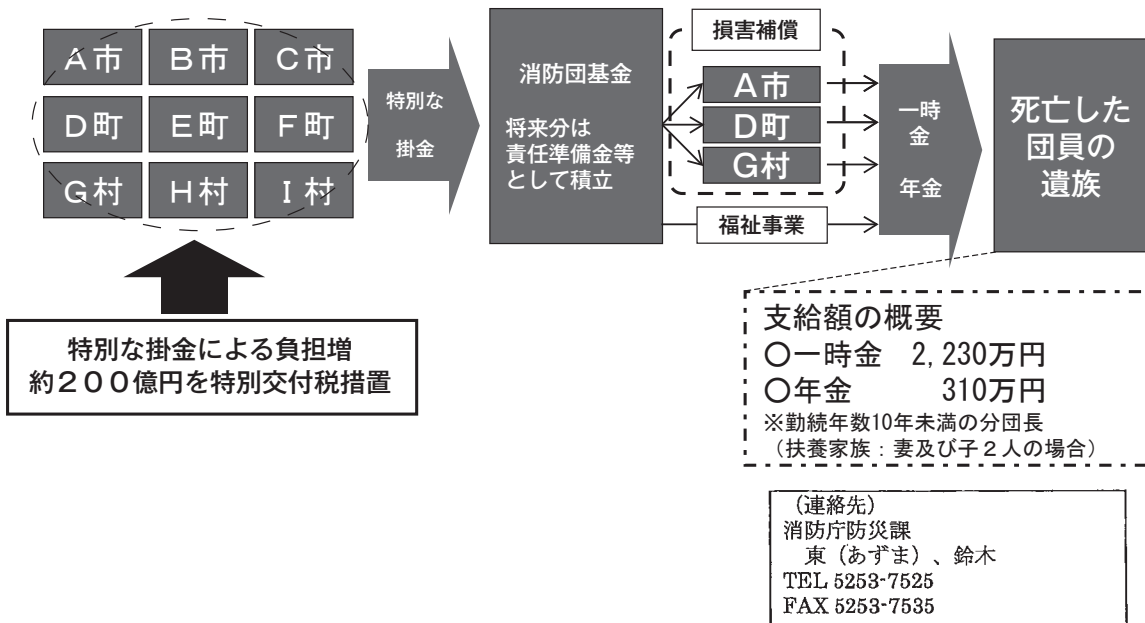 A市
B市
C市
D町
E町
F町
G村
H村
I村
特別な
掛金
消防団基金
将来分は
責任準備金等
として積立
損害補償
A市
D町
G村
福祉事業
一時
金
年金
死亡した
団員の
遺族
特別な掛金による負担増
約200億円を特別交付税措置
支給額の概要
○一時金 2,230万円
○年金 310万円
※勤続年数10年未満の分団長
(扶養家族:妻及び子2人の場合)
(連絡先)
消防庁防災課
東(あずま)、鈴木
TEL 5253-7525
FAX 5253-7535